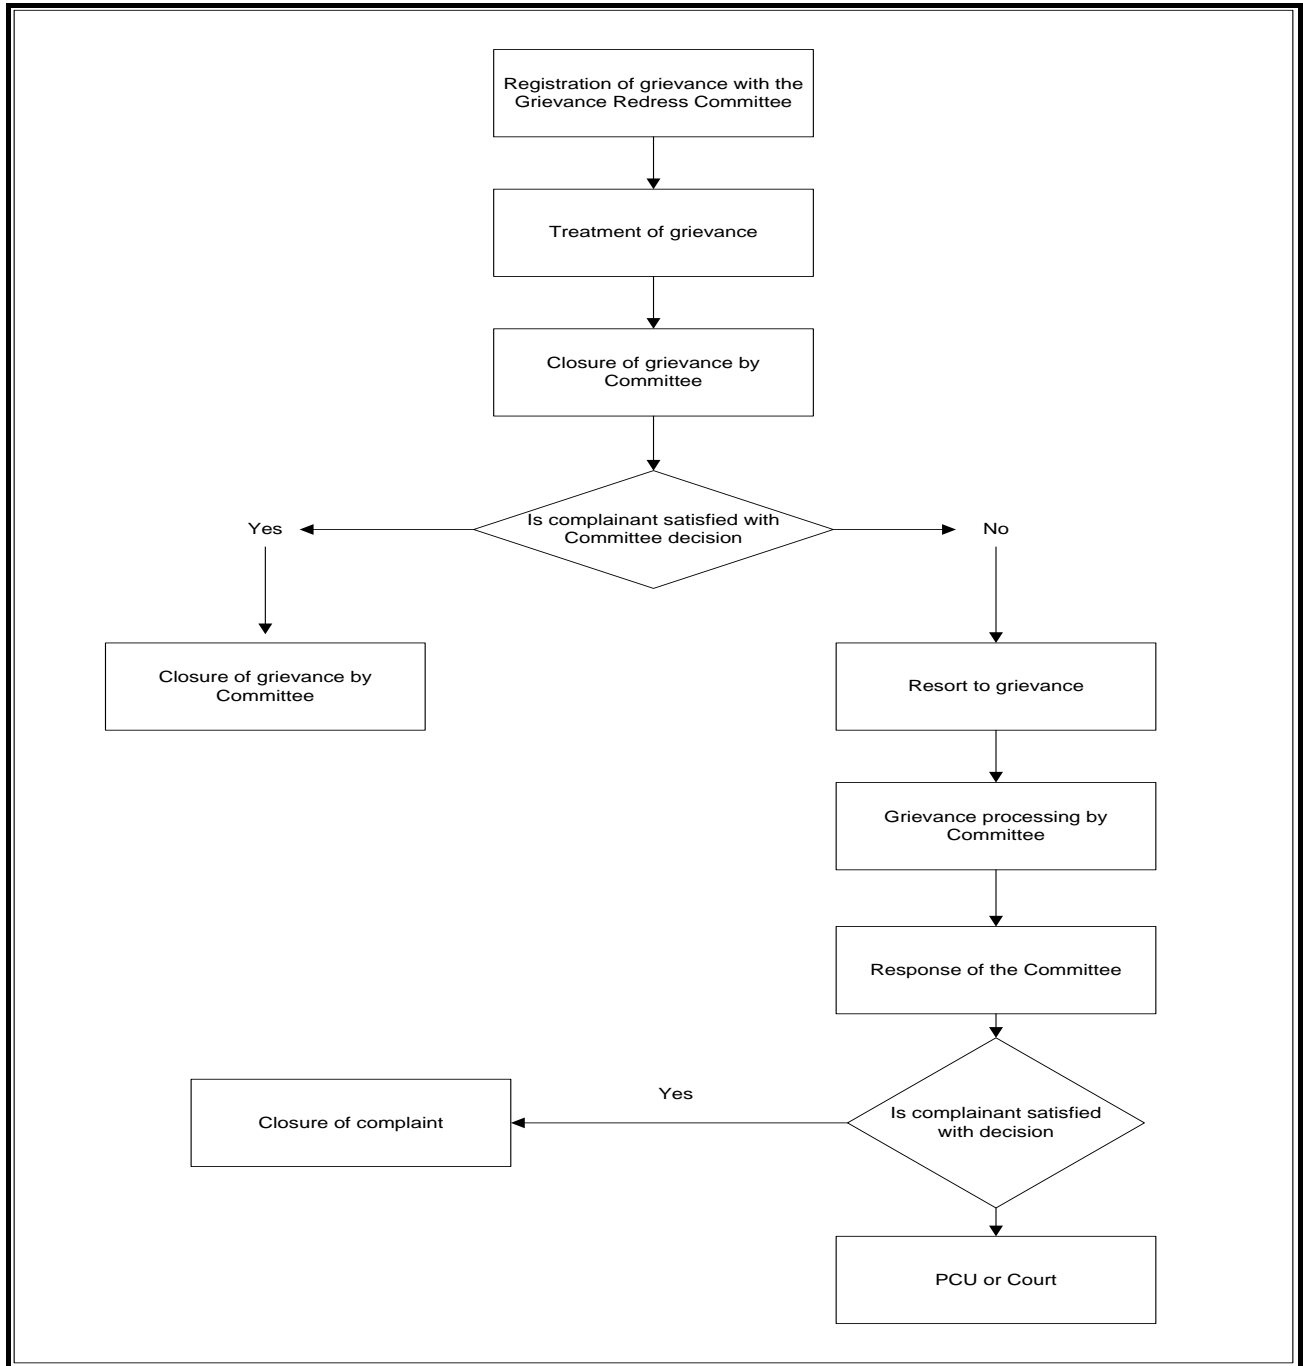 Registration of grievance with the
Grievance Redress Committee
Treatment of grievance
Closure of grievance by
Committee
Is complainant satisfied with
Committee decision
Yes
No
Closure of grievance by
Committee
Resort to grievance
Grievance processing by
Committee
Response of the Committee
Yes
Closure of complaint
Is complainant satisfied
with decision
PCU or Court